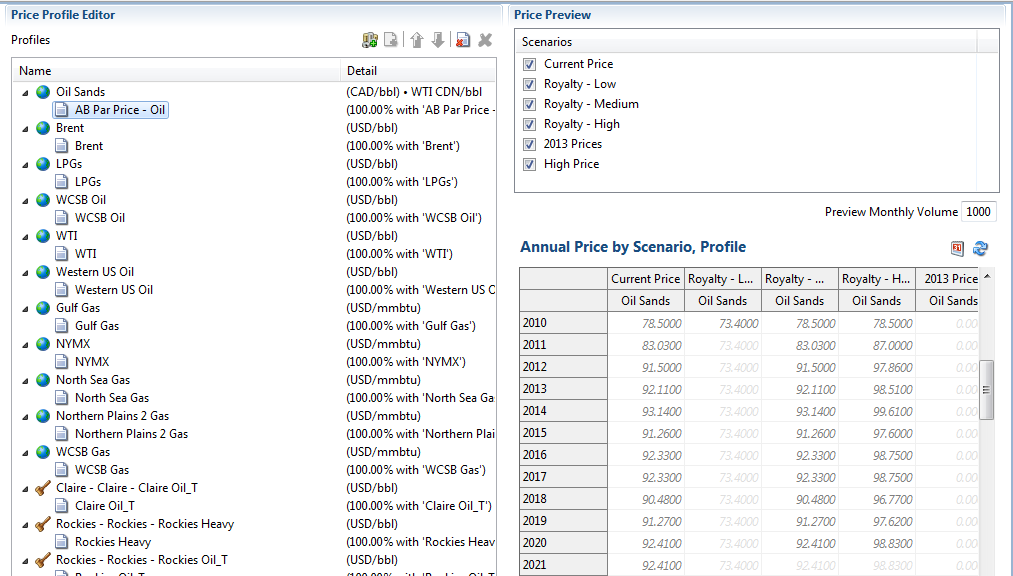 Price Profile Editor
Profiles
Name Detail
Oil Sands (CAD/bbl) • WTI CDN/bbl
AB Par Price - Oil (100.00% with 'AB Par Price -
Brent (USD/bbl)
Brent (100.00% with 'Brent')
LPGs (USD/bbl)
LPGs (100.00% with 'LPGs')
WCSB Oil (USD/bbl)
WCSB Oil (100.00% with 'WCSB Oil')
WTI (USD/bbl)
WTI (100.00% with 'WTI')
Western US Oil (USD/bbl)
Western US Oil (100.00% with 'Western US O
Gulf Gas (USD/mmbtu)
Gulf Gas (100.00% with 'Gulf Gas')
NYMX (USD/mmbtu)
NYMX (100.00% with 'NYMX')
North Sea Gas (USD/mmbtu)
North Sea Gas (100.00% with 'North Sea Ga
Northern Plains 2 Gas (USD/mmbtu)
Northern Plains 2 Gas (100.00% with 'Northern Plai
WCSB Gas (USD/mmbtu)
WCSB Gas (100.00% with 'WCSB Gas')
Claire - Claire - Claire Oil_T (USD/bbl)
Claire Oil_T (100.00% with 'Claire Oil_T')
Rockies - Rockies - Rockies Heavy (USD/bbl)
Rockies Heavy (100.00% with 'Rockies Heav
Rockies - Rockies - Rockies Oil_T (USD/bbl)
Rockies Oil_T (100.00% with 'Rockies Oil_T
Price Preview
Scenarios
Current Price
Royalty - Low
Royalty - Medium
Royalty - High
2013 Prices
High Price
Preview Monthly Volume 1000
Annual Price by Scenario, Profile
31
Current Price Royalty - L... Royalty - ... Royalty - H... 2013 Price
Oil Sands Oil Sands Oil Sands Oil Sands Oil Sands
2010 78.5000 73.4000 78.5000 78.5000 0.00
2011 83.0300 73.4000 83.0300 87.0000 0.00
2012 91.5000 73.4000 91.5000 97.8600 0.00
2013 92.1100 73.4000 92.1100 98.5100 0.00
2014 93.1400 73.4000 93.1400 99.6100 0.00
2015 91.2600 73.4000 91.2600 97.6000 0.00
2016 92.3300 73.4000 92.3300 98.7500 0.00
2017 92.3300 73.4000 92.3300 98.7500 0.00
2018 90.4800 73.4000 90.4800 96.7700 0.00
2019 91.2700 73.4000 91.2700 97.6200 0.00
2020 92.4100 73.4000 92.4100 98.8300 0.00
2021 92.4100 73.4000 92.4100 98.8300 0.00